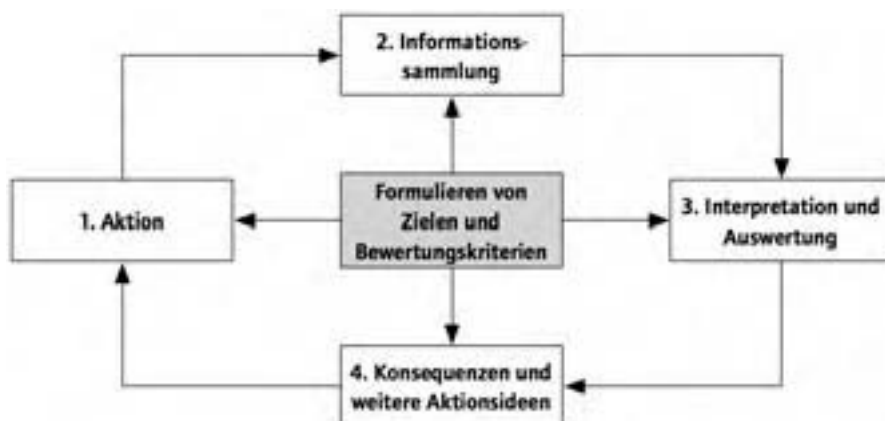 2. Informations-
sammlung
1. Aktion
Formulieren von
Zielen und
Bewertungskriterien
3. Interpretation und
Auswertung
4. Konsequenzen und
weitere Aktionsideen